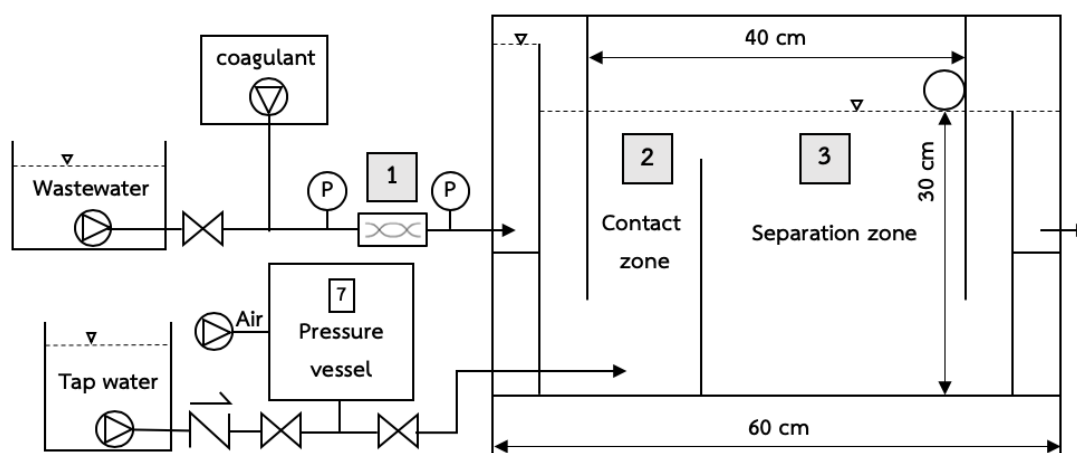 coagulant
40 cm
Wastewater
P
1
P
2
3
Contact
zone
Separation zone
30 cm
7
Air
Pressure
vessel
Tap water
60 cm